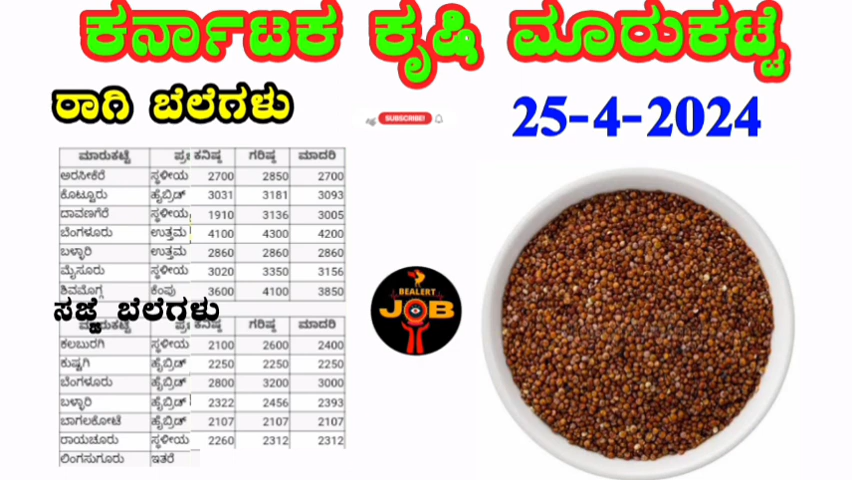 ಕರ್ನಾಟಕ ಕೃಷಿ ಮಾರುಕಟ್ಟೆ
ರಾಗಿ ಬೆಲೆಗಳು
SUBSCRIBE!
25-4-2024
ಮಾರುಕಟ್ಟೆ ಪ್ರ ಕನಿಷ್ಠ ಗರಿಷ್ಠ ಮಾದರಿ
ಅರಸೀಕೆರೆ ಸ್ಥಳೀಯ 2700 2850 2700
ಕೊಟ್ಟೂರು ಹೈಬ್ರಿಡ್ 3031 3181 3093
ದಾವಣಗೆರೆ ಸ್ಥಳೀಯ 1910 3136 3005
ಬೆಂಗಳೂರು ಉತ್ತಮ 4100 4300 4200
ಬಳ್ಳಾರಿ ಉತ್ತಮ 2860 2860 2860
ಮೈಸೂರು ಸ್ಥಳೀಯ 3020 3350 3156
ಶಿವಮೊಗ್ಗ ಕೆಂಪು 3600 4100 3850
ಸಜ್ಜೆ ಬೆಲೆಗಳು
ಮಾರುಕಟ್ಟೆ ಪ್ರ ಕನಿಷ್ಠ ಗರಿಷ್ಠ ಮಾದರಿ
ಕಲಬುರಗಿ ಸ್ಥಳೀಯ 2100 2600 2400
ಕುಷ್ಟಗಿ ಹೈಬ್ರಿಡ್ 2250 2250 2250
ಬೆಂಗಳೂರು ಹೈಬ್ರಿಡ್ 2800 3200 3000
ಬಳ್ಳಾರಿ ಹೈಬ್ರಿಡ್ 2322 2456 2393
ಬಾಗಲಕೋಟೆ ಹೈಬ್ರಿಡ್ 2107 2107 2107
ರಾಯಚೂರು ಸ್ಥಳೀಯ 2260 2312 2312
ಲಿಂಗಸುಗೂರು ಇತರೆ
BEALERT
JOB